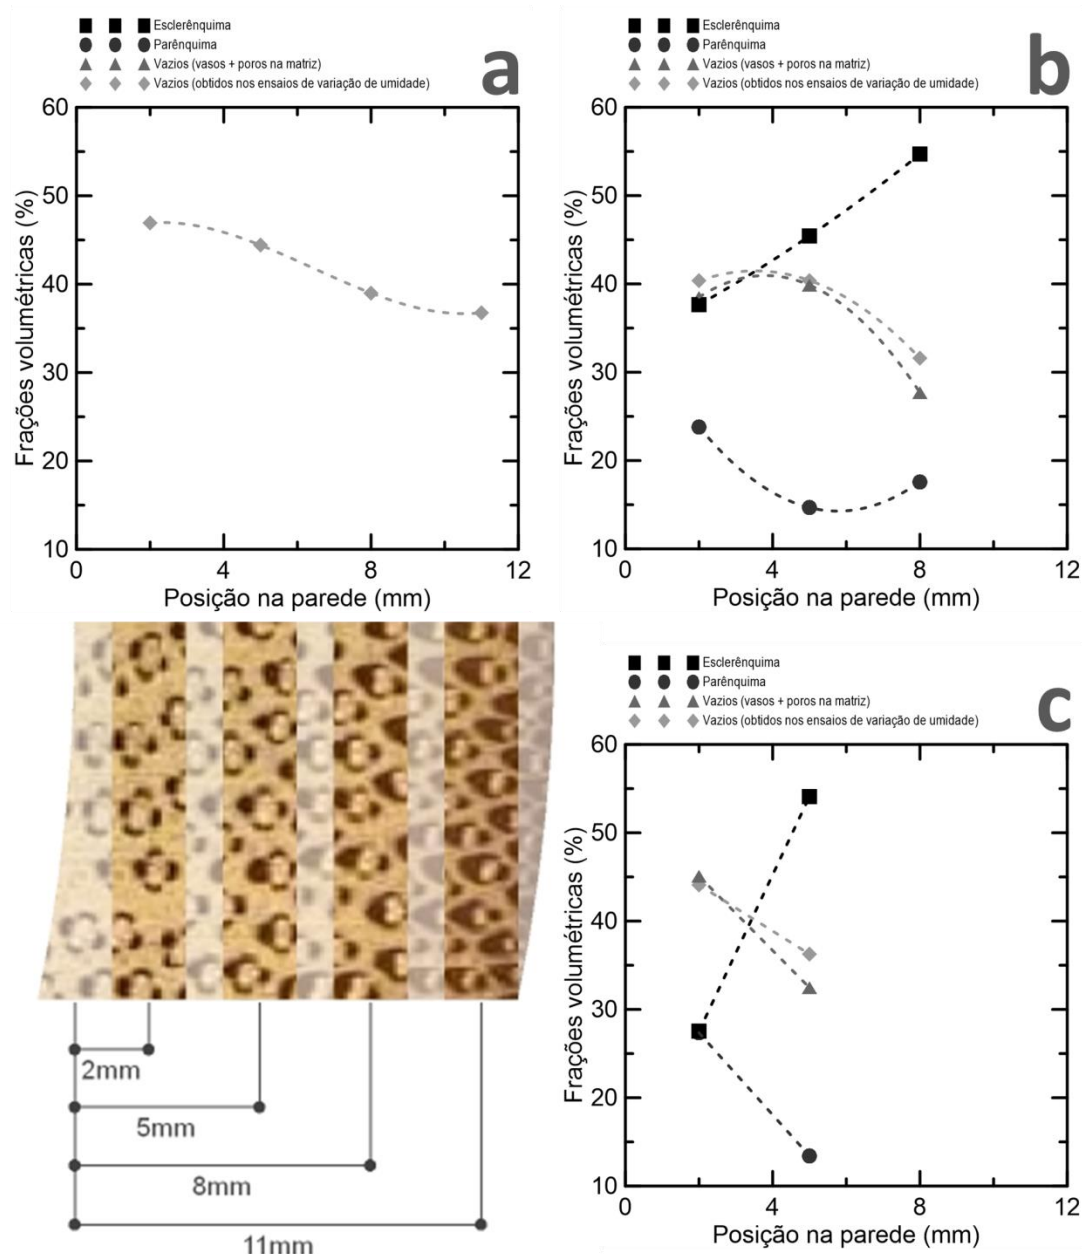 Esclerênquima
Parênquima
Vazios (vasos + poros na matriz)
Vazios (obtidos nos ensaios de variação de umidade)
a
60
50
40
30
20
10
0
4
8
12
Frações volumétricas (%)
Posição na parede (mm)
Esclerênquima
Parênquima
Vazios (vasos + poros na matriz)
Vazios (obtidos nos ensaios de variação de umidade)
b
60
50
40
30
20
10
0
4
8
12
Frações volumétricas (%)
Posição na parede (mm)
2mm
5mm
8mm
11mm
Esclerênquima
Parênquima
Vazios (vasos + poros na matriz)
Vazios (obtidos nos ensaios de variação de umidade)
c
60
50
40
30
20
10
0
4
8
12
Frações volumétricas (%)
Posição na parede (mm)